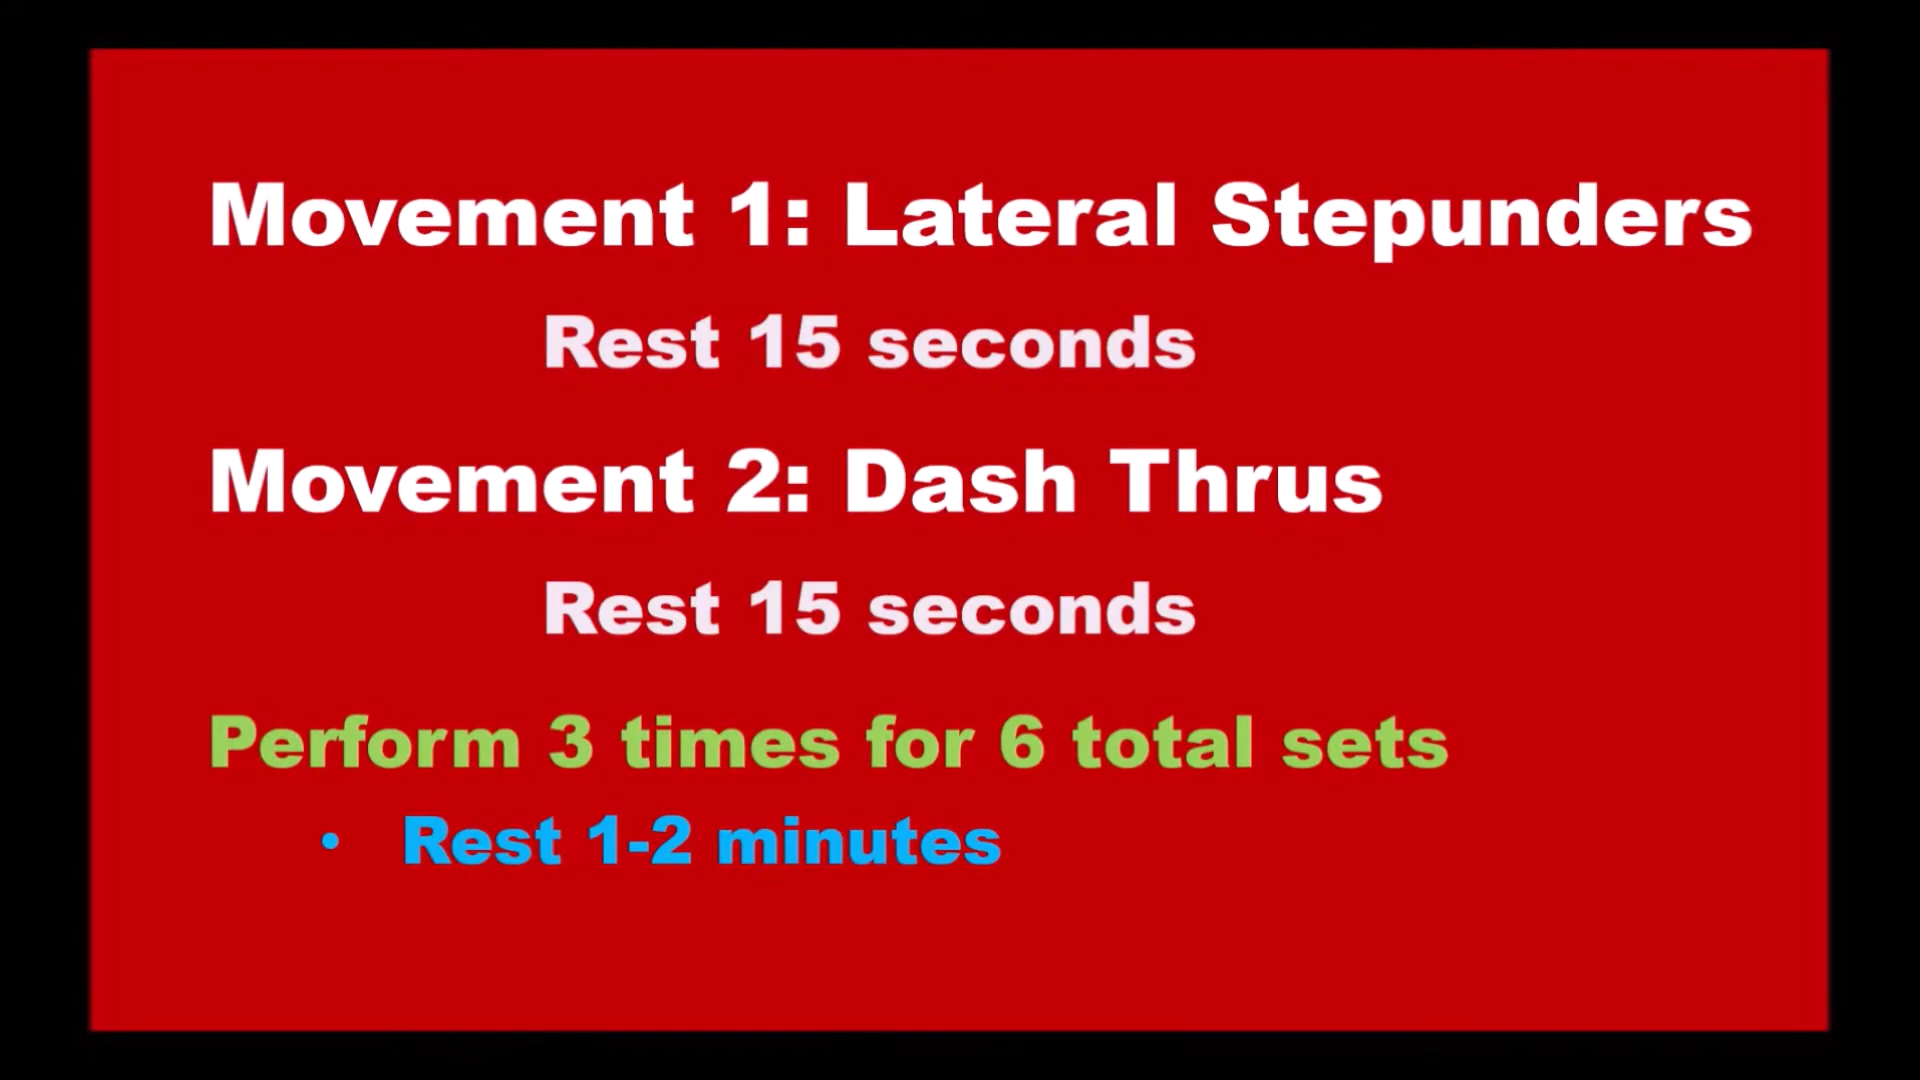 Movement 1: Lateral Stepunders
Rest 15 seconds
Movement 2: Dash Thrus
Rest 15 seconds
Perform 3 times for 6 total sets
• Rest 1-2 minutes